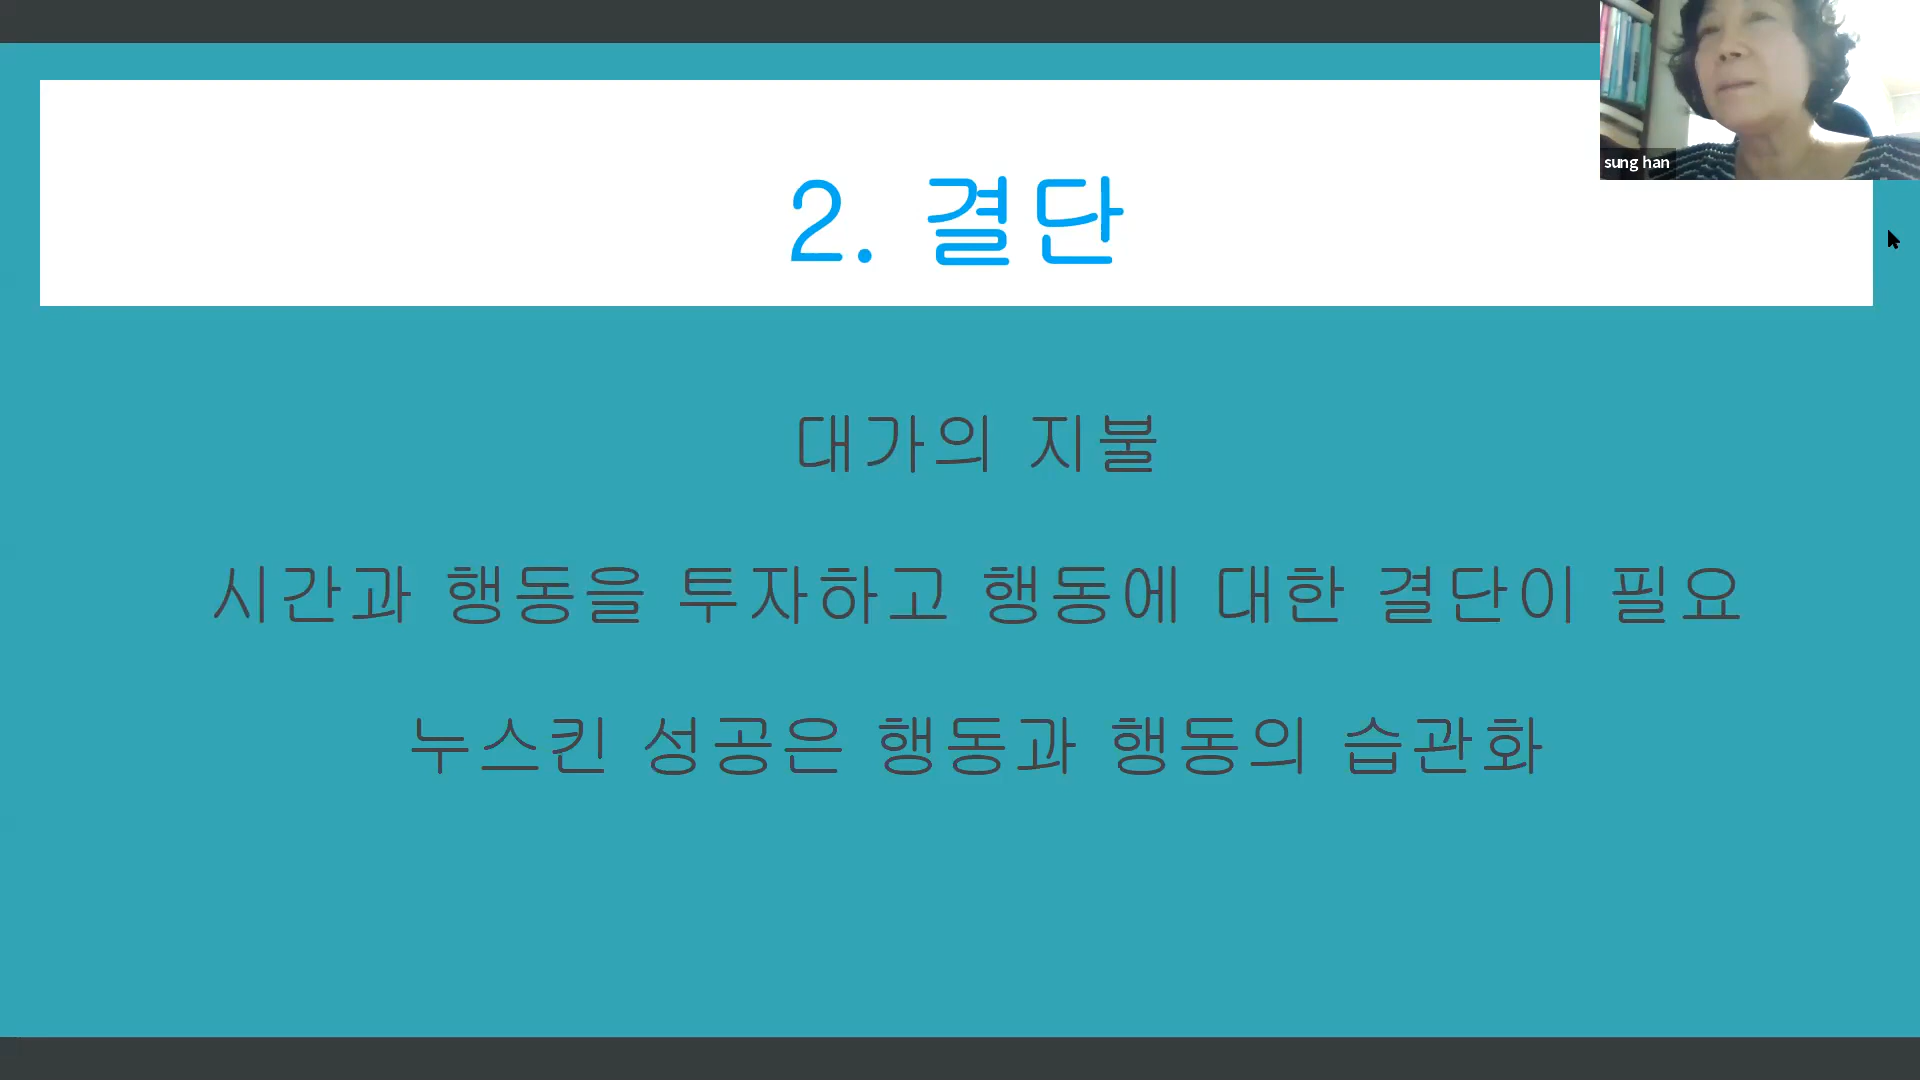 2. 결단
sung han
대가의 지불
시간과 행동을 투자하고 행동에 대한 결단이 필요
누스킨 성공은 행동과 행동의 습관화